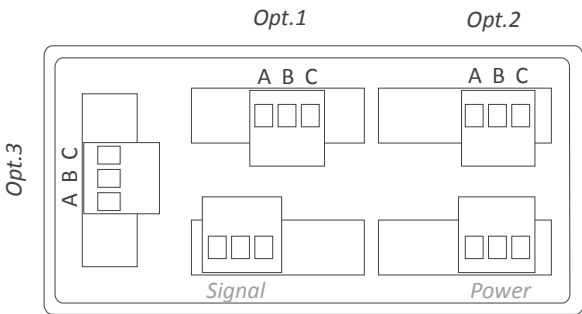 Opt.1
Opt.2
A B C
A B C
Opt.3
A B C
Signal
Power